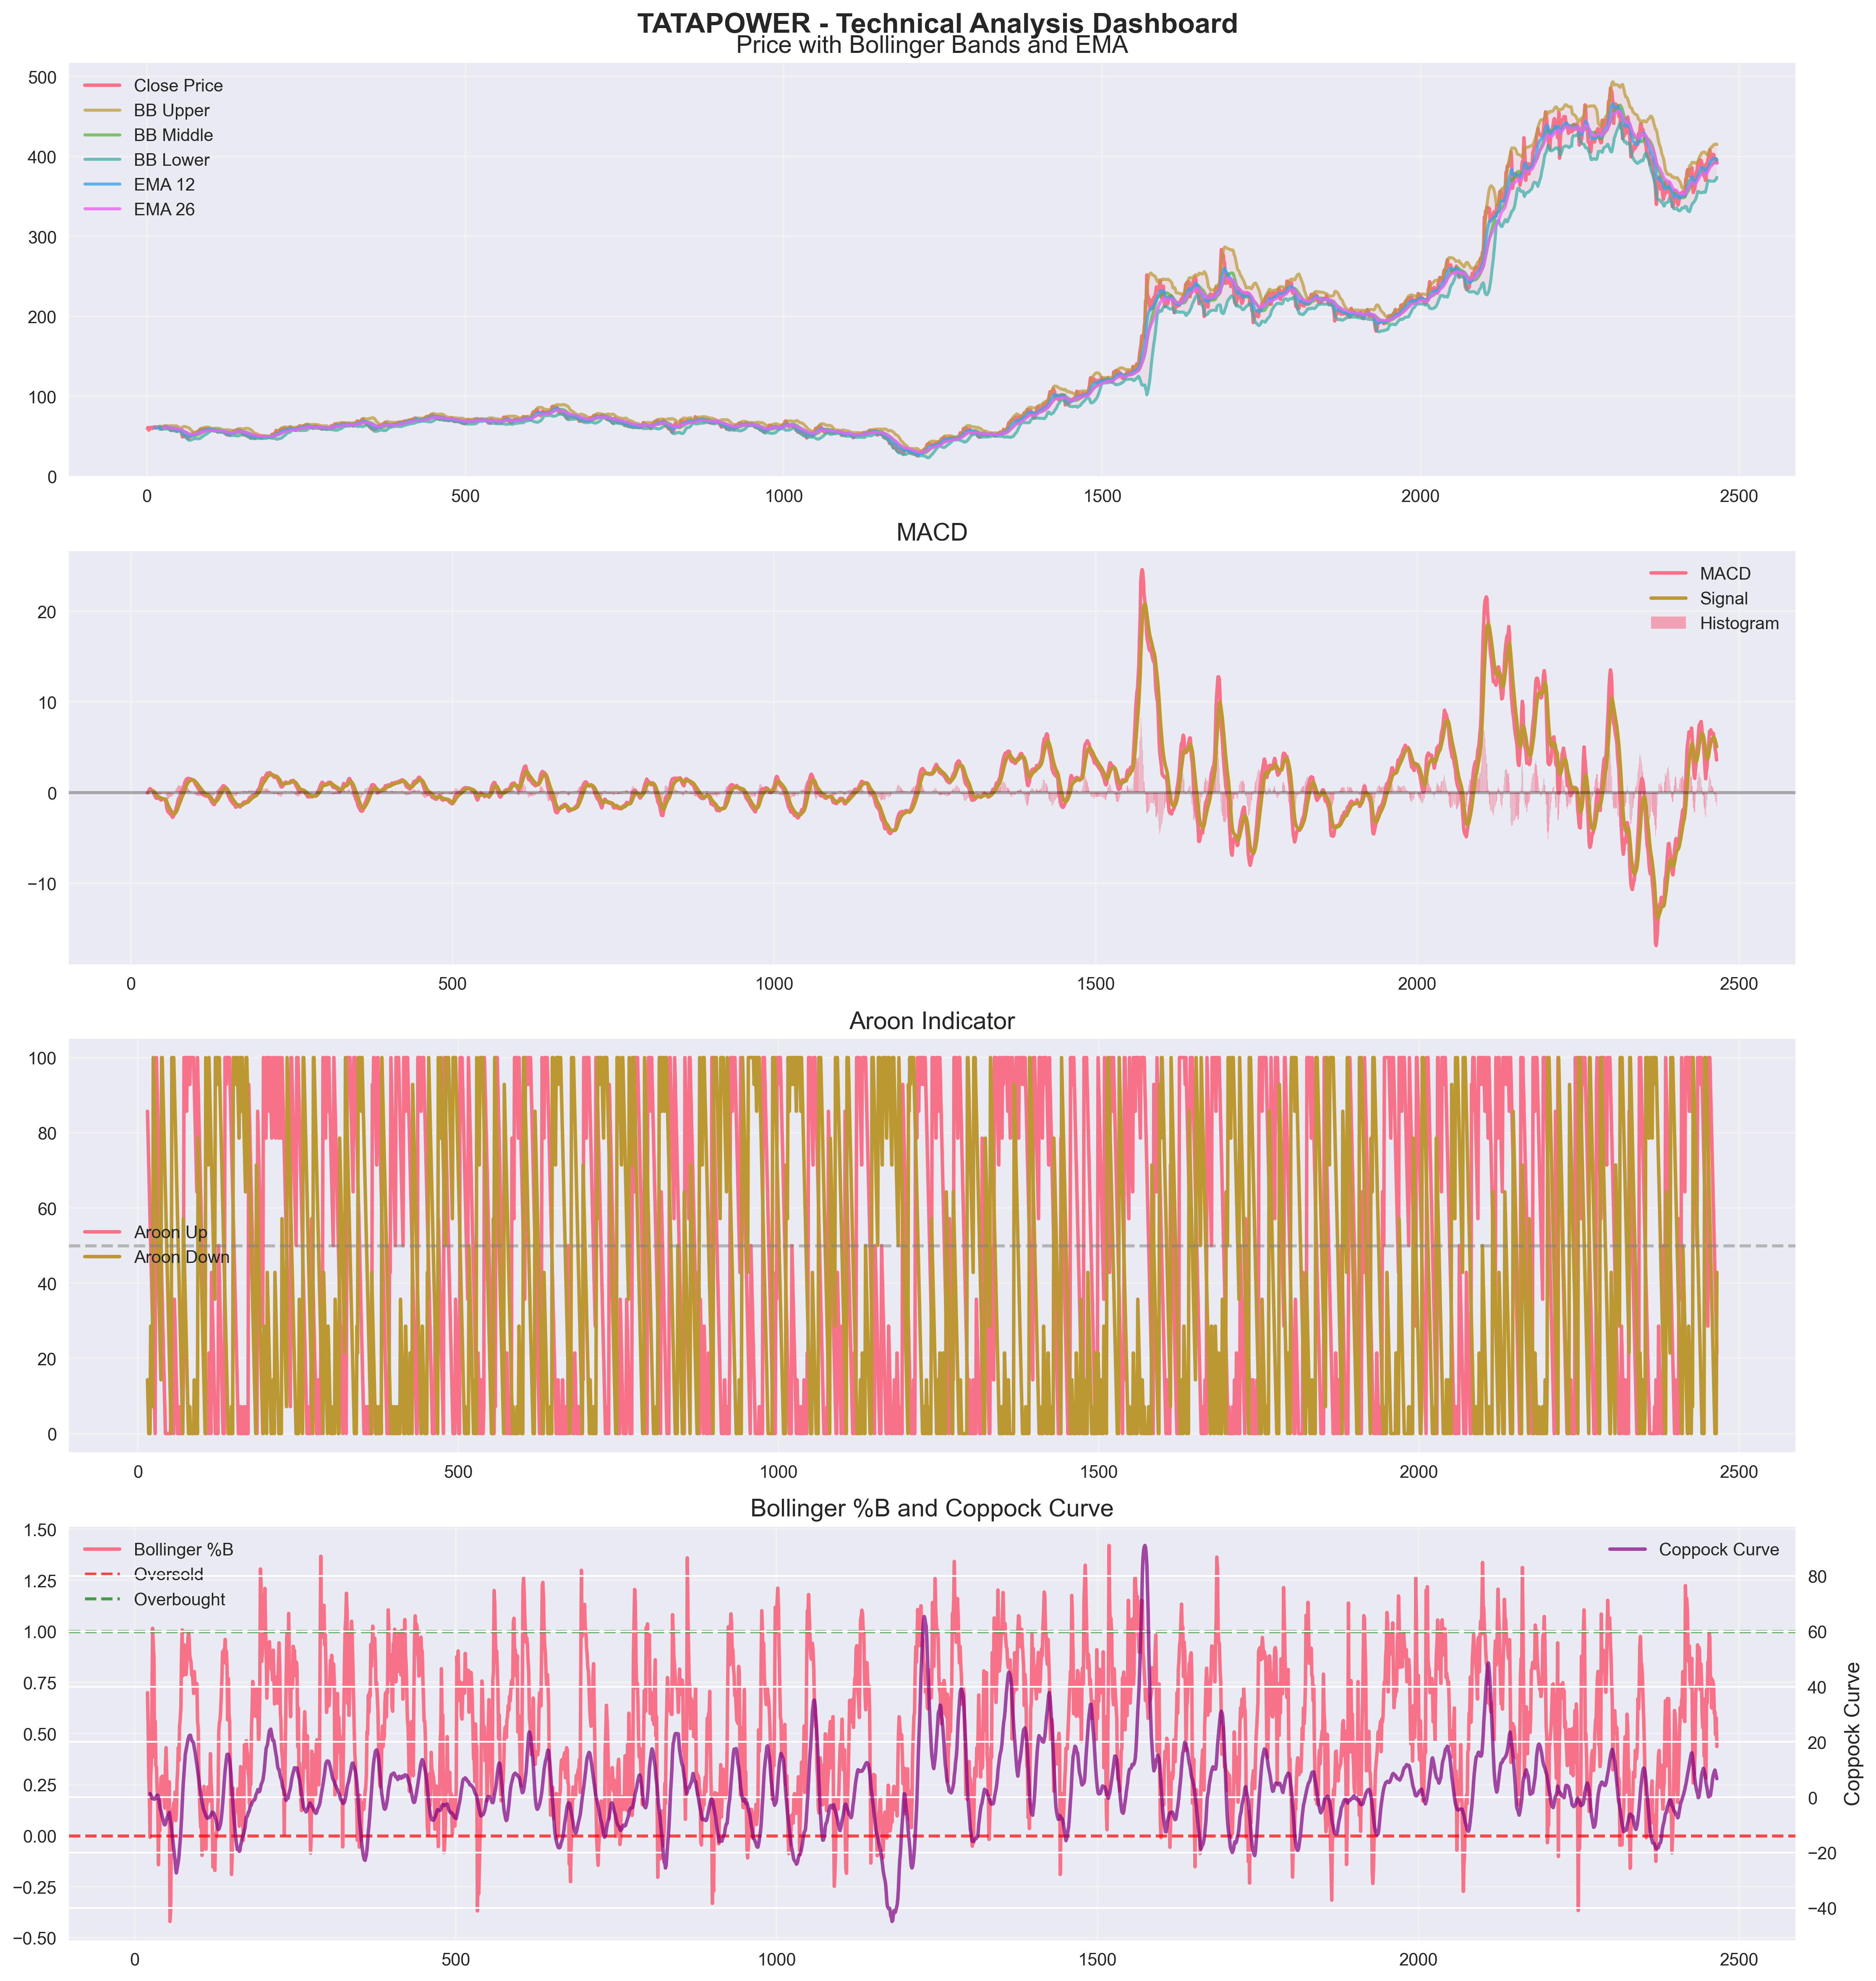 TATAPOWER - Technical Analysis Dashboard
Price with Bollinger Bands and EMA
500
400
300
200
100
0
Close Price
BB Upper
BB Middle
BB Lower
EMA 12
EMA 26
0 500 1000 1500 2000 2500
MACD
20
10
0
−10
MACD
Signal
Histogram
0 500 1000 1500 2000 2500
Aroon Indicator
100
80
60
40
20
0
Aroon Up
Aroon Down
0 500 1000 1500 2000 2500
Bollinger %B and Coppock Curve
1.50
1.25
1.00
0.75
0.50
0.25
0.00
−0.25
−0.50
Bollinger %B
Oversold
Overbought
Coppock Curve
80
60
40
20
0
−20
−40
Coppock Curve
0 500 1000 1500 2000 2500